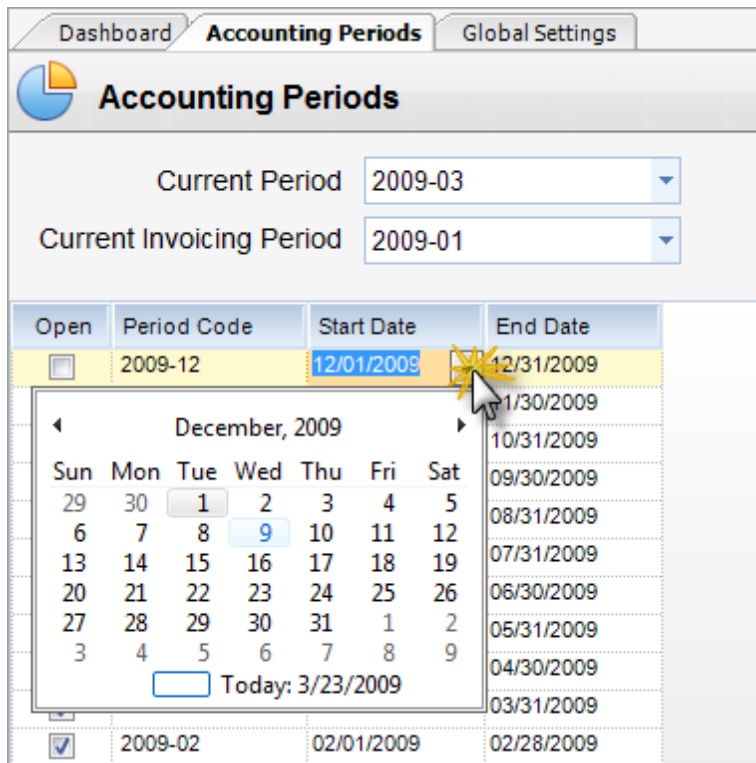 Dashboard Accounting Periods Global Settings
Accounting Periods
Current Period 2009-03
Current Invoicing Period 2009-01
Open Period Code Start Date End Date
2009-12 12/01/2009 12/31/2009
11/30/2009
December, 2009
10/31/2009
Sun Mon Tue Wed Thu Fri Sat
09/30/2009
29 30 1 2 3 4 5
08/31/2009
6 7 8 9 10 11 12
07/31/2009
13 14 15 16 17 18 19
20 21 22 23 24 25 26
06/30/2009
27 28 29 30 31 1 2
05/31/2009
3 4 5 6 7 8 9
04/30/2009
Today: 3/23/2009
03/31/2009
2009-02 02/01/2009 02/28/2009